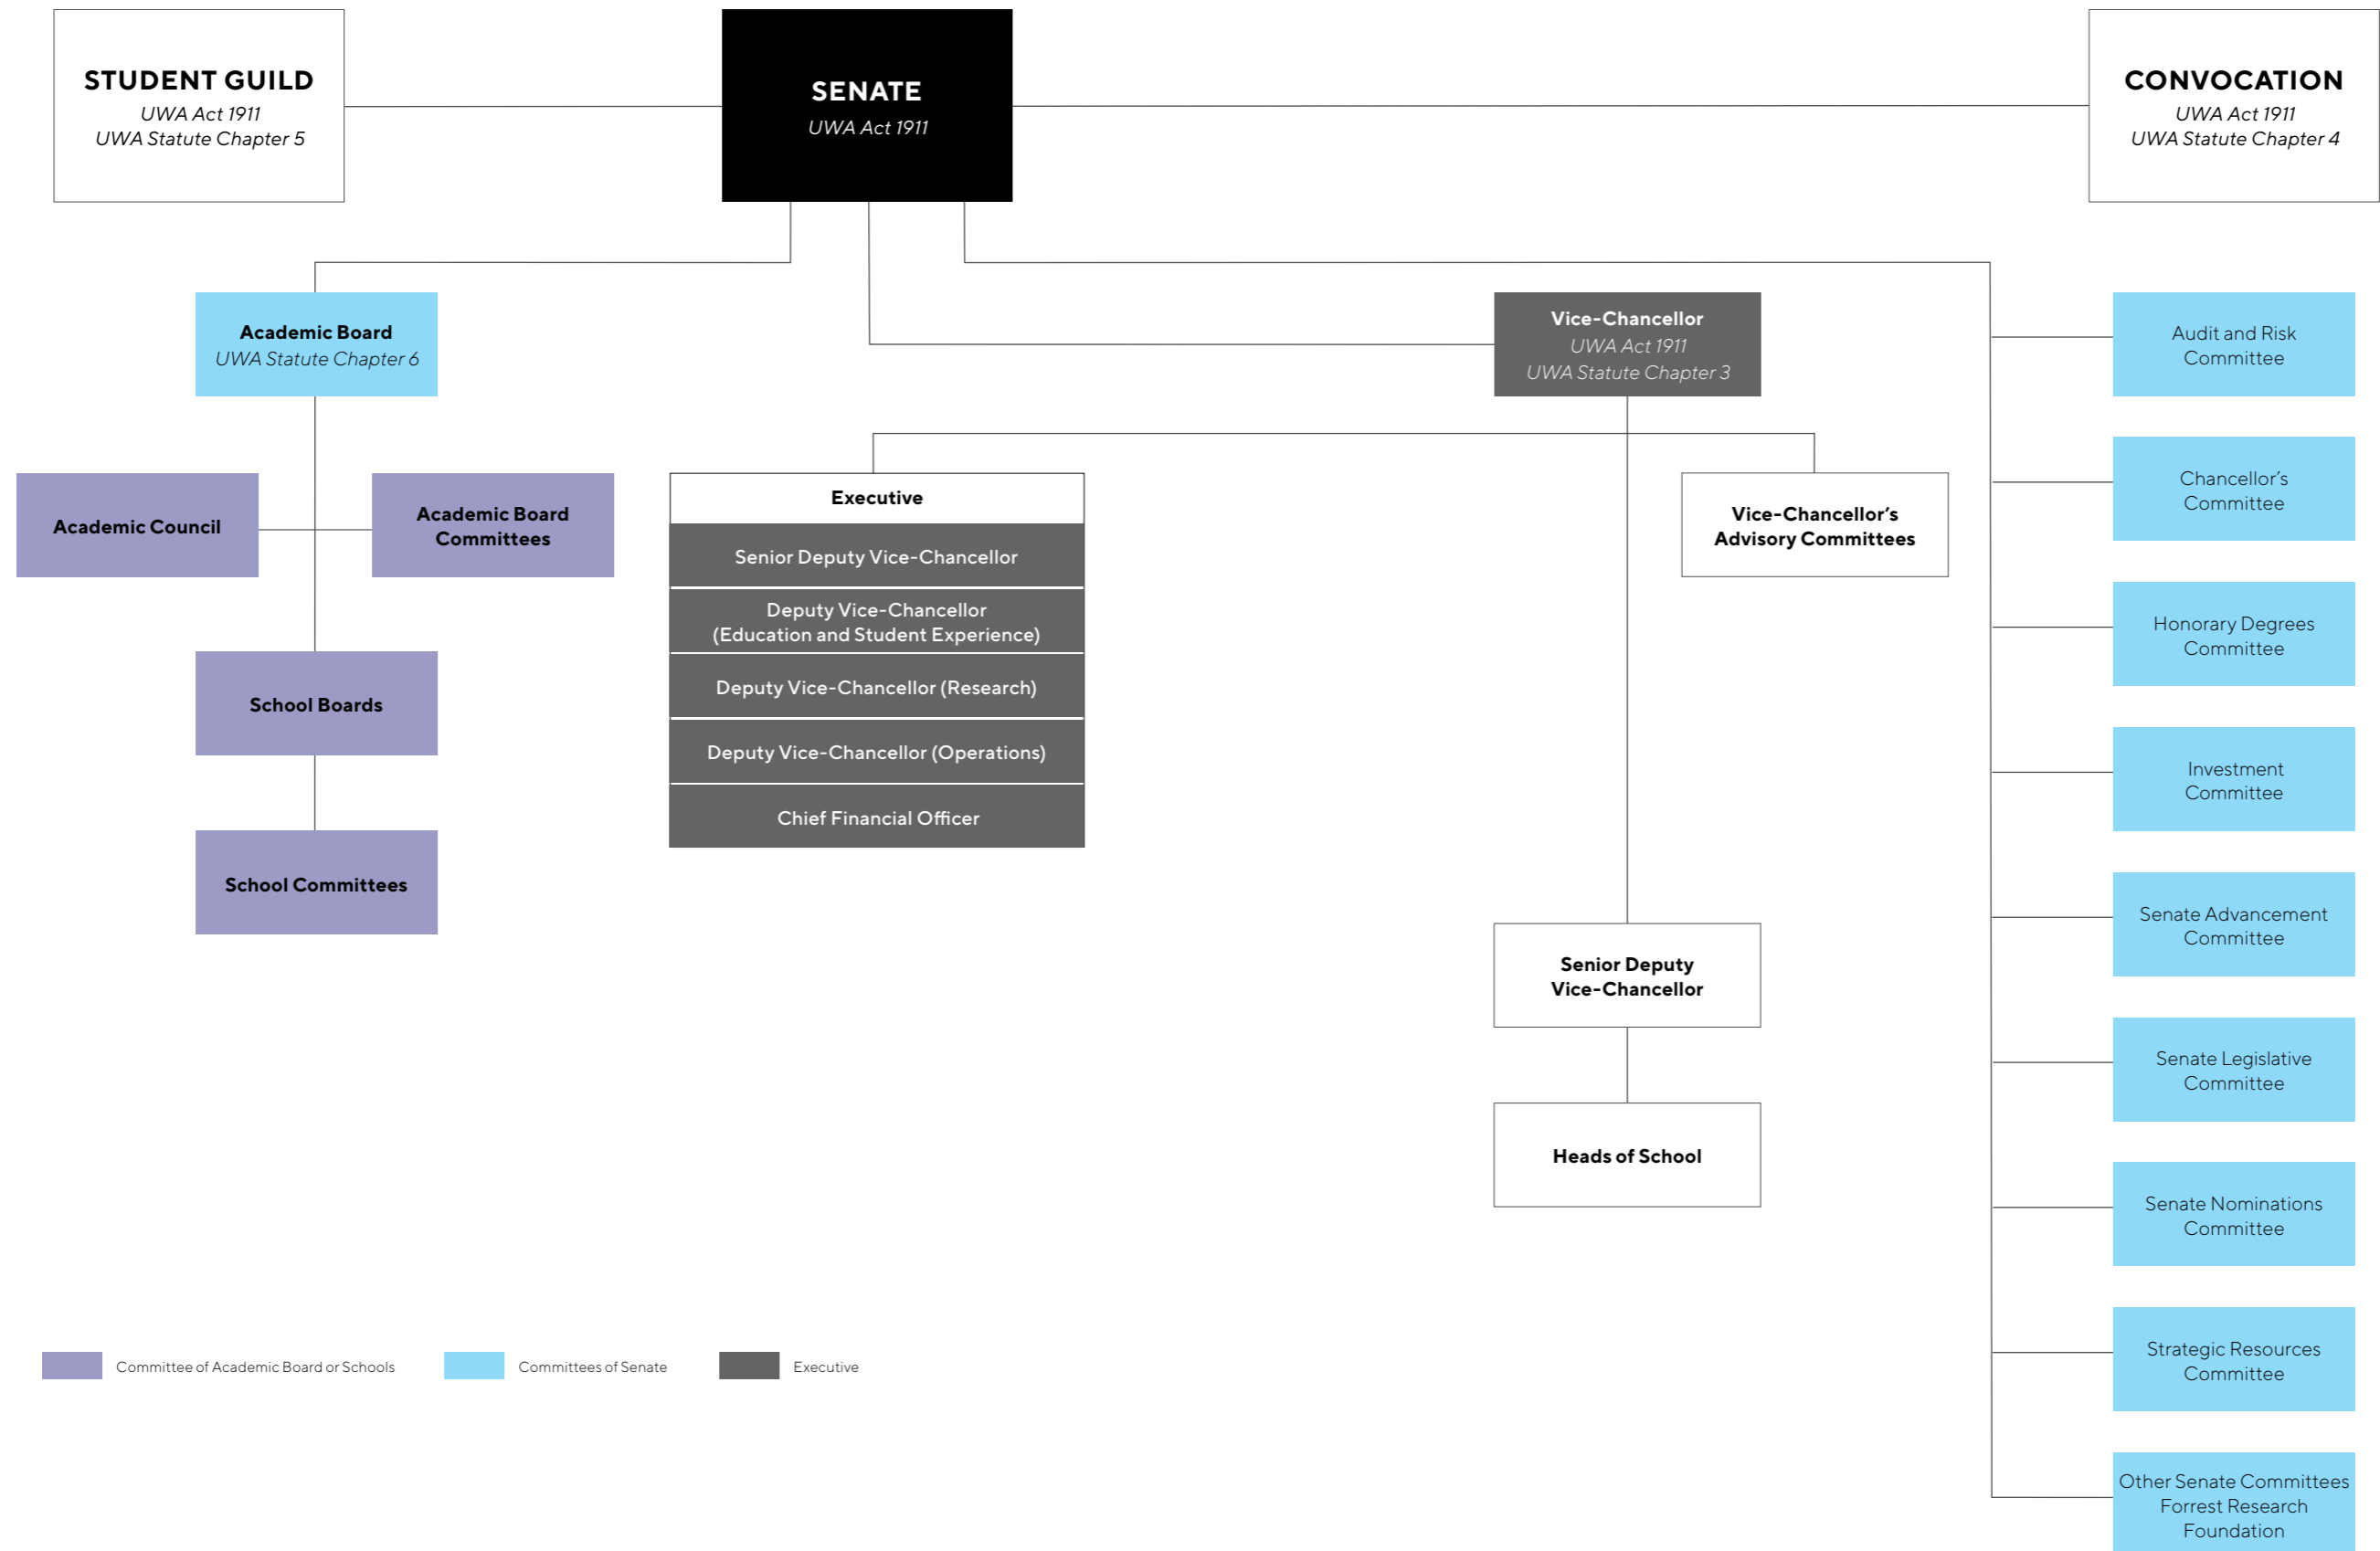 STUDENT GUILD
UWA Act 1911
UWA Statute Chapter 5
SENATE
UWA Act 1911
CONVOCATION
UWA Act 1911
UWA Statute Chapter 4
Academic Board
UWA Statute Chapter 6
Academic Council
Academic Board
Committees
School Boards
School Committees
Vice-Chancellor
UWA Act 1911
UWA Statute Chapter 3
Executive
Senior Deputy Vice-Chancellor
Deputy Vice-Chancellor
(Education and Student Experience)
Deputy Vice-Chancellor (Research)
Deputy Vice-Chancellor (Operations)
Chief Financial Officer
Vice-Chancellor’s
Advisory Committees
Senior Deputy
Vice-Chancellor
Heads of School
Audit and Risk
Committee
Chancellor’s
Committee
Honorary Degrees
Committee
Investment
Committee
Senate Advancement
Committee
Senate Legislative
Committee
Senate Nominations
Committee
Strategic Resources
Committee
Other Senate Committees
Forrest Research
Foundation
Committee of Academic Board or Schools
Committees of Senate
Executive